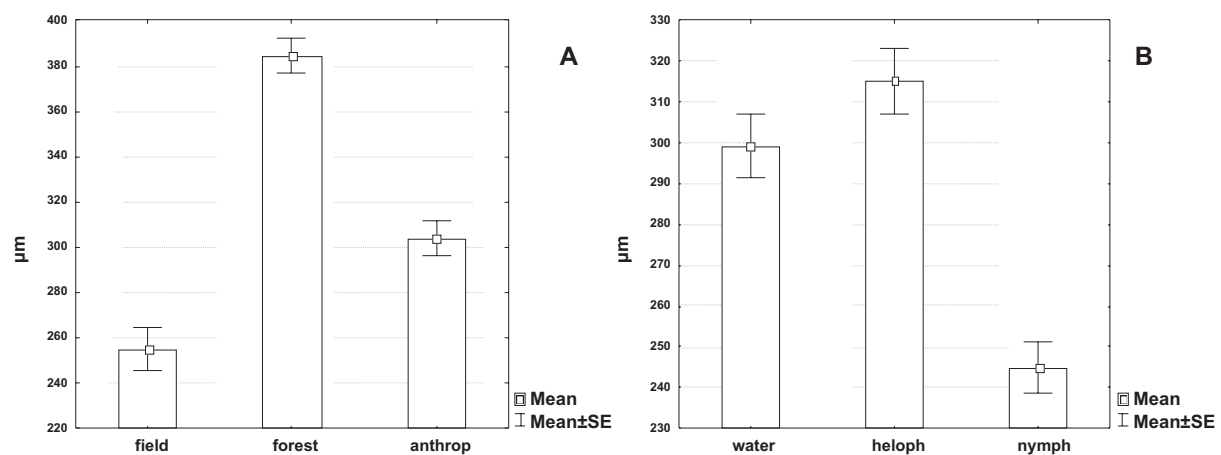 400
380
360
340
320
300
280
260
240
220
µm
field forest anthrop
A
Mean
Mean±SE
330
320
310
300
290
280
270
260
250
240
230
µm
water heloph nymph
B
Mean
Mean±SE